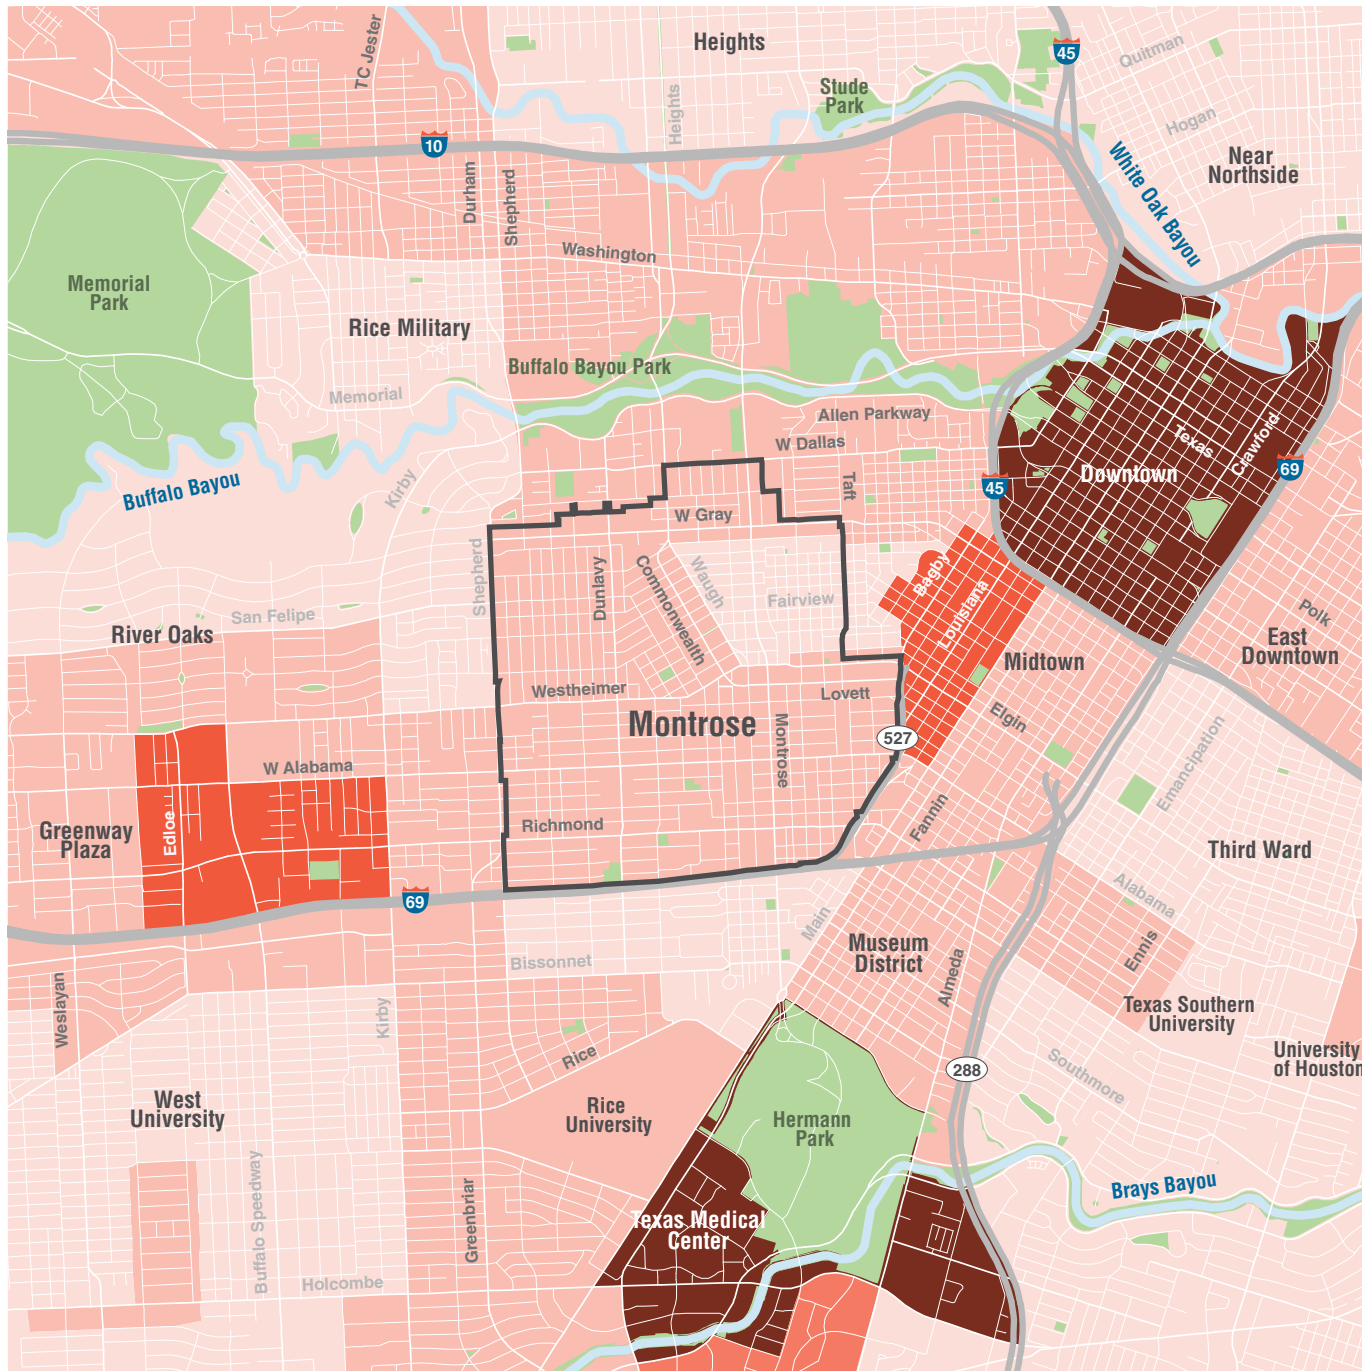 TC Jester
Heights
45
Quitman
Stude
Park
Heights
Hogan
10
White Oak Bayou
Near
Northside
Durham
Shepherd
Washington
Memorial
Park
Rice Military
Buffalo Bayou Park
Memorial
Allen Parkway
W Dallas
Texas
Crawford
Buffalo Bayou
Kirby
Taft
45
Downtown
69
W Gray
Shepherd
Dunlavy
Commonwealth
Waugh
Fairview
Bagby
Louisiana
San Felipe
River Oaks
Polk
East
Downtown
Midtown
Westheimer
Lovett
Montrose
Montrose
Elgin
527
Emancipation
W Alabama
Greenway
Plaza
Edloe
Richmond
Fannin
Third Ward
69
Alabama
Main
Museum
District
Ennis
Bissonnet
Almeda
Weslayan
Kirby
Texas Southern
University
Rice
University
of Houston
288
Southmore
West
University
Rice
University
Hermann
Park
Buffalo Speedway
Greenbriar
Brays Bayou
Texas Medical
Center
Holcombe